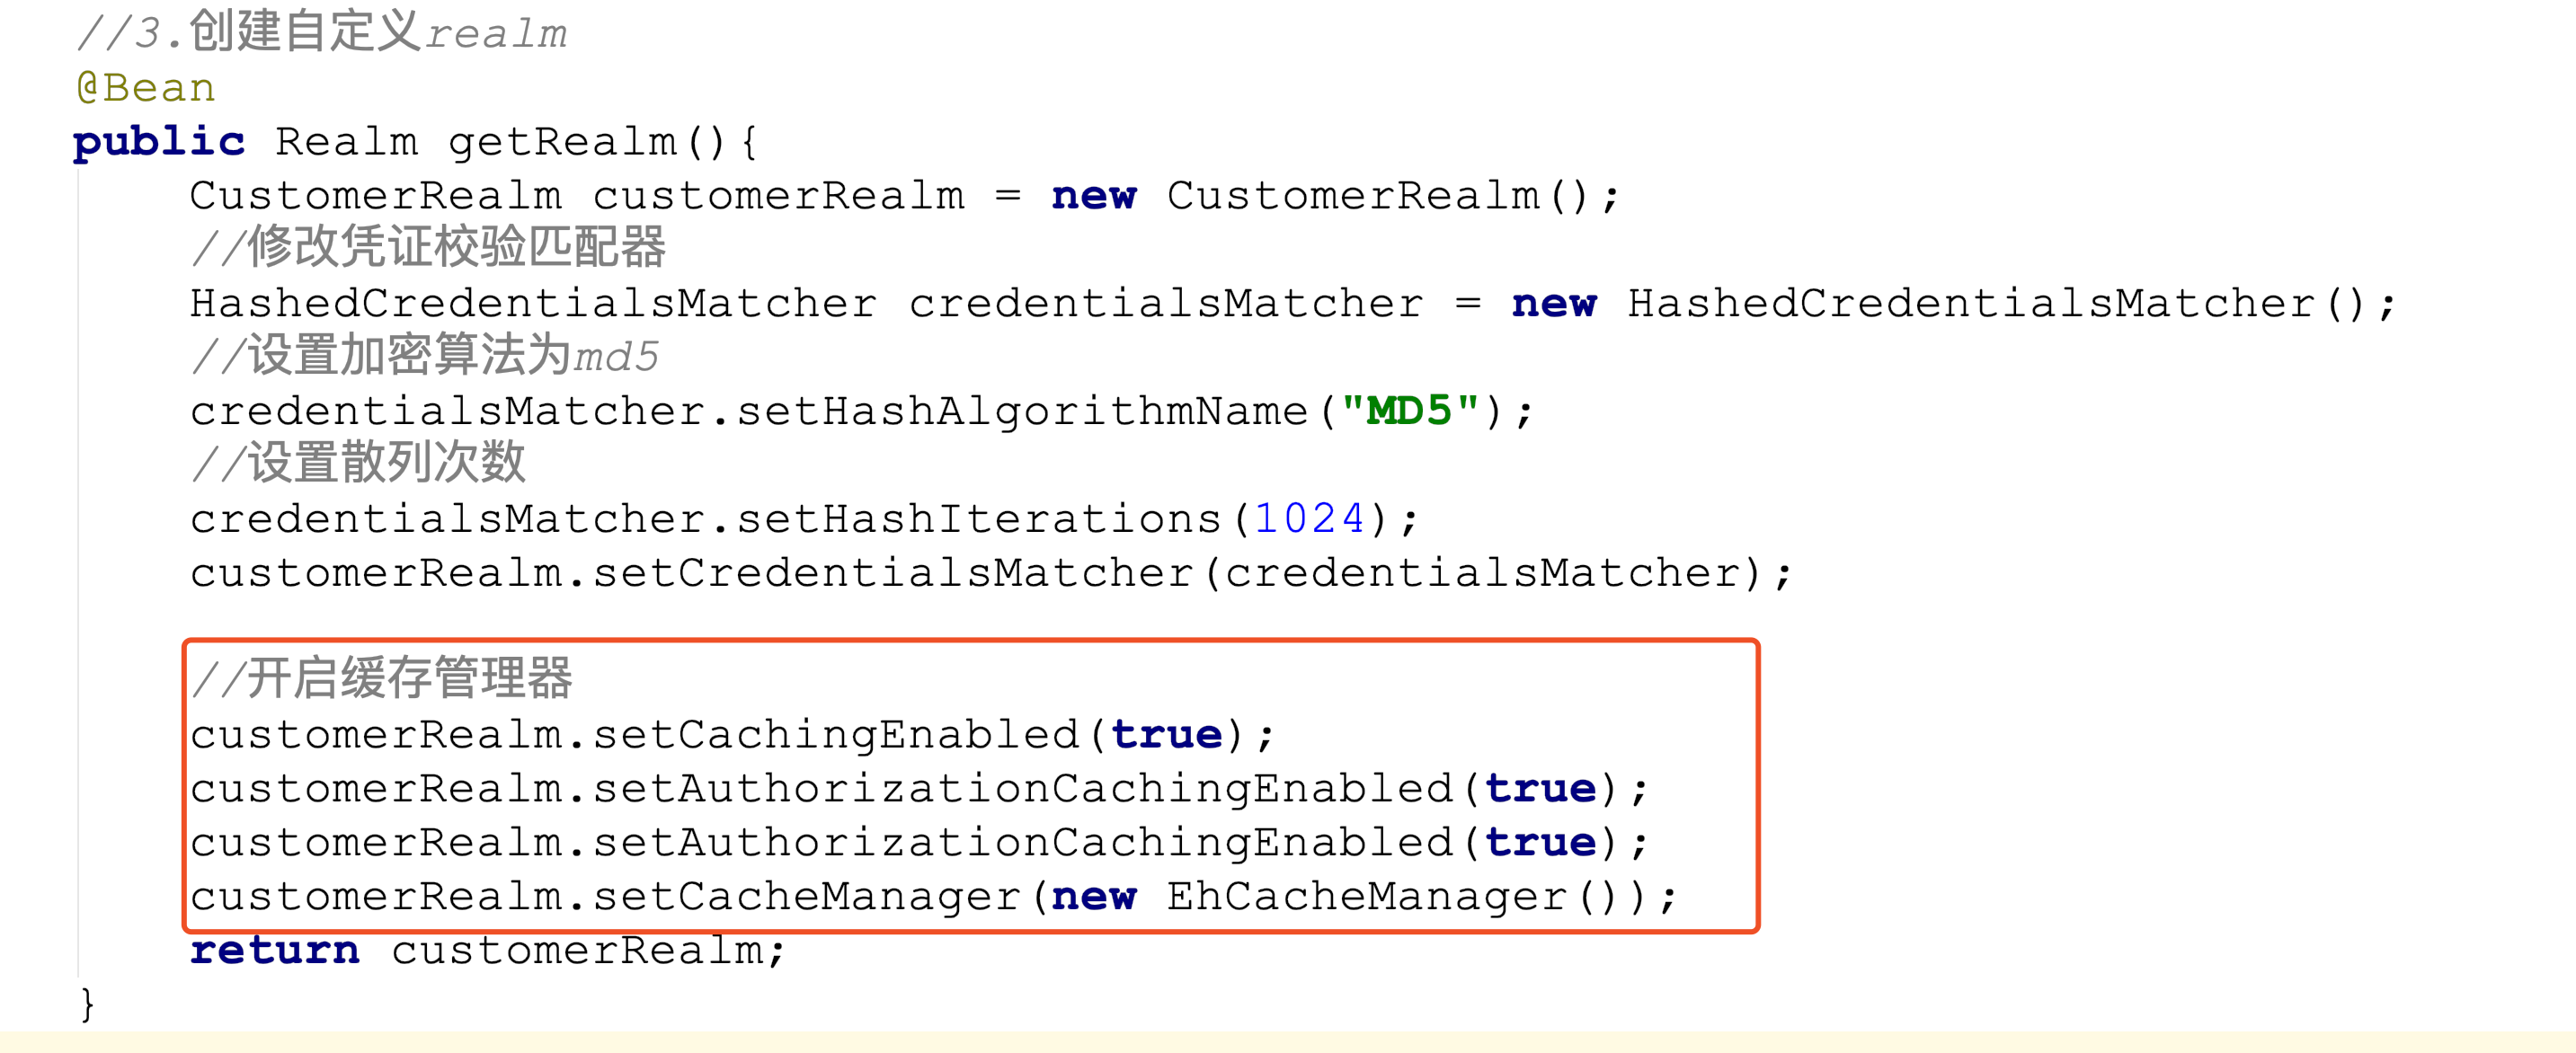 //3.创建自定义realm
@Bean
public Realm getRealm(){
CustomerRealm customerRealm = new CustomerRealm();
//修改凭证校验匹配器
HashedCredentialsMatcher credentialsMatcher = new HashedCredentialsMatcher();
//设置加密算法为md5
credentialsMatcher.setHashAlgorithmName("MD5");
//设置散列次数
credentialsMatcher.setHashIterations(1024);
customerRealm.setCredentialsMatcher(credentialsMatcher);
//开启缓存管理器
customerRealm.setCachingEnabled(true);
customerRealm.setAuthorizationCachingEnabled(true);
customerRealm.setAuthorizationCachingEnabled(true);
customerRealm.setCacheManager(new EhCacheManager());
return customerRealm;
}